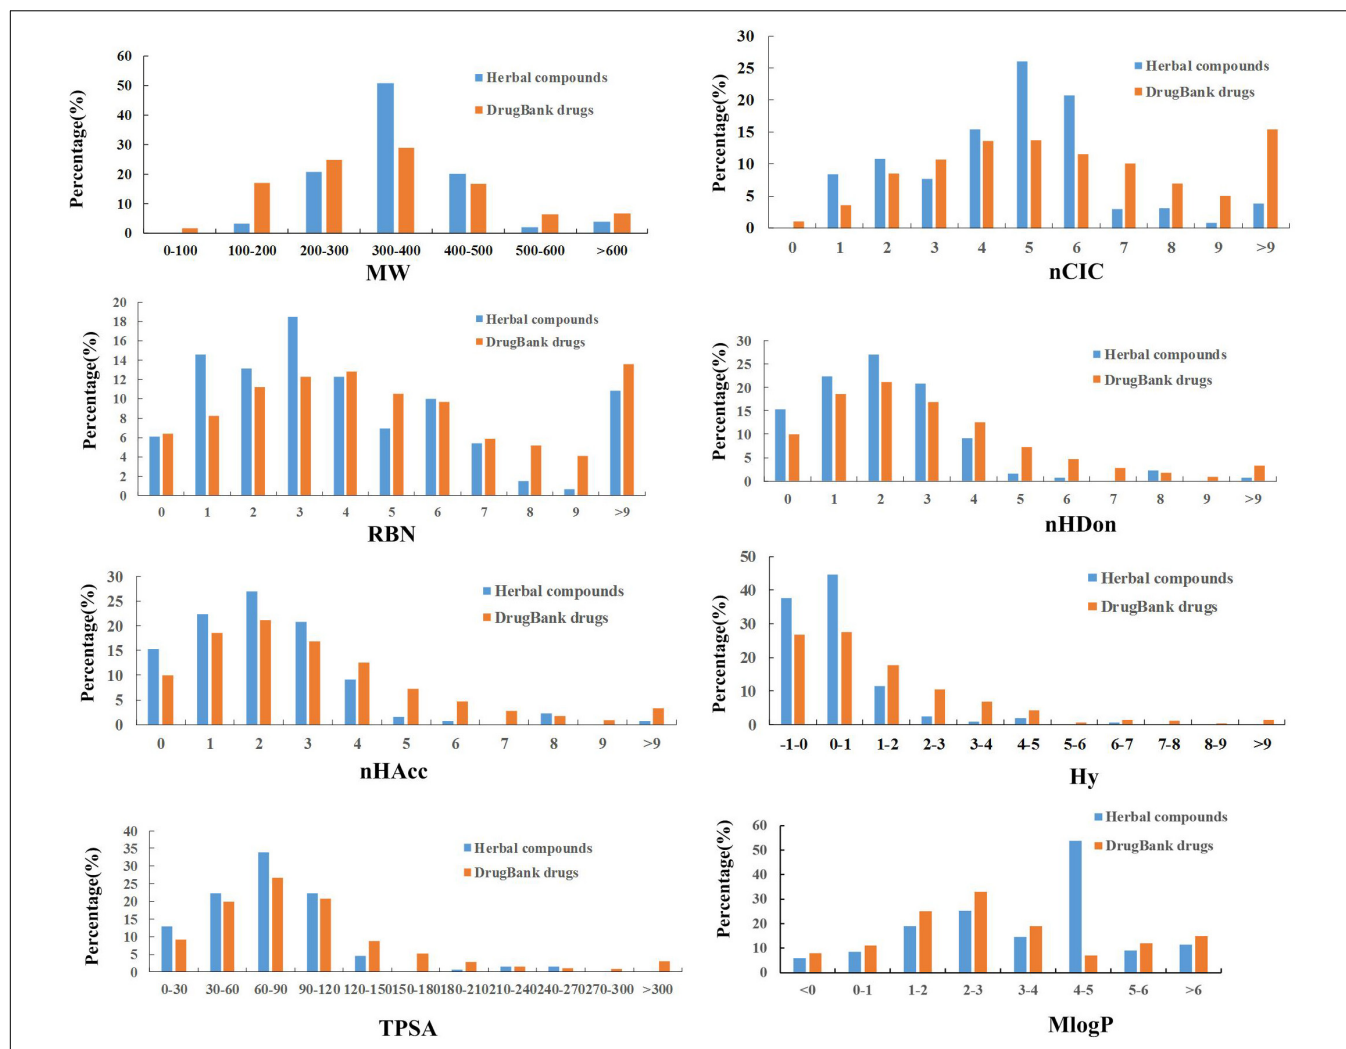 60
50
40
30
20
10
0
Percentage(%)
Herbal compounds
DrugBank drugs
0-100 100-200 200-300 300-400 400-500 500-600 >600
MW
30
25
20
15
10
5
0
Percentage(%)
Herbal compounds
DrugBank drugs
0 1 2 3 4 5 6 7 8 9 >9
nCIC
20
18
16
14
12
10
8
6
4
2
0
Percentage(%)
Herbal compounds
DrugBank drugs
0 1 2 3 4 5 6 7 8 9 >9
RBN
30
25
20
15
10
5
0
Percentage(%)
Herbal compounds
DrugBank drugs
0 1 2 3 4 5 6 7 8 9 >9
nHDon
30
25
20
15
10
5
0
Percentage(%)
Herbal compounds
DrugBank drugs
0 1 2 3 4 5 6 7 8 9 >9
nHAcc
50
40
30
20
10
0
Percentage(%)
Herbal compounds
DrugBank drugs
-1-0 0-1 1-2 2-3 3-4 4-5 5-6 6-7 7-8 8-9 >9
Hy
40
35
30
25
20
15
10
5
0
Percentage(%)
Herbal compounds
DrugBank drugs
0-30 30-60 60-90 90-120 120-150 150-180 180-210 210-240 240-270 270-300 >300
TPSA
60
50
40
30
20
10
0
Percentage(%)
Herbal compounds
DrugBank drugs
<0 0-1 1-2 2-3 3-4 4-5 5-6 >6
MlogP